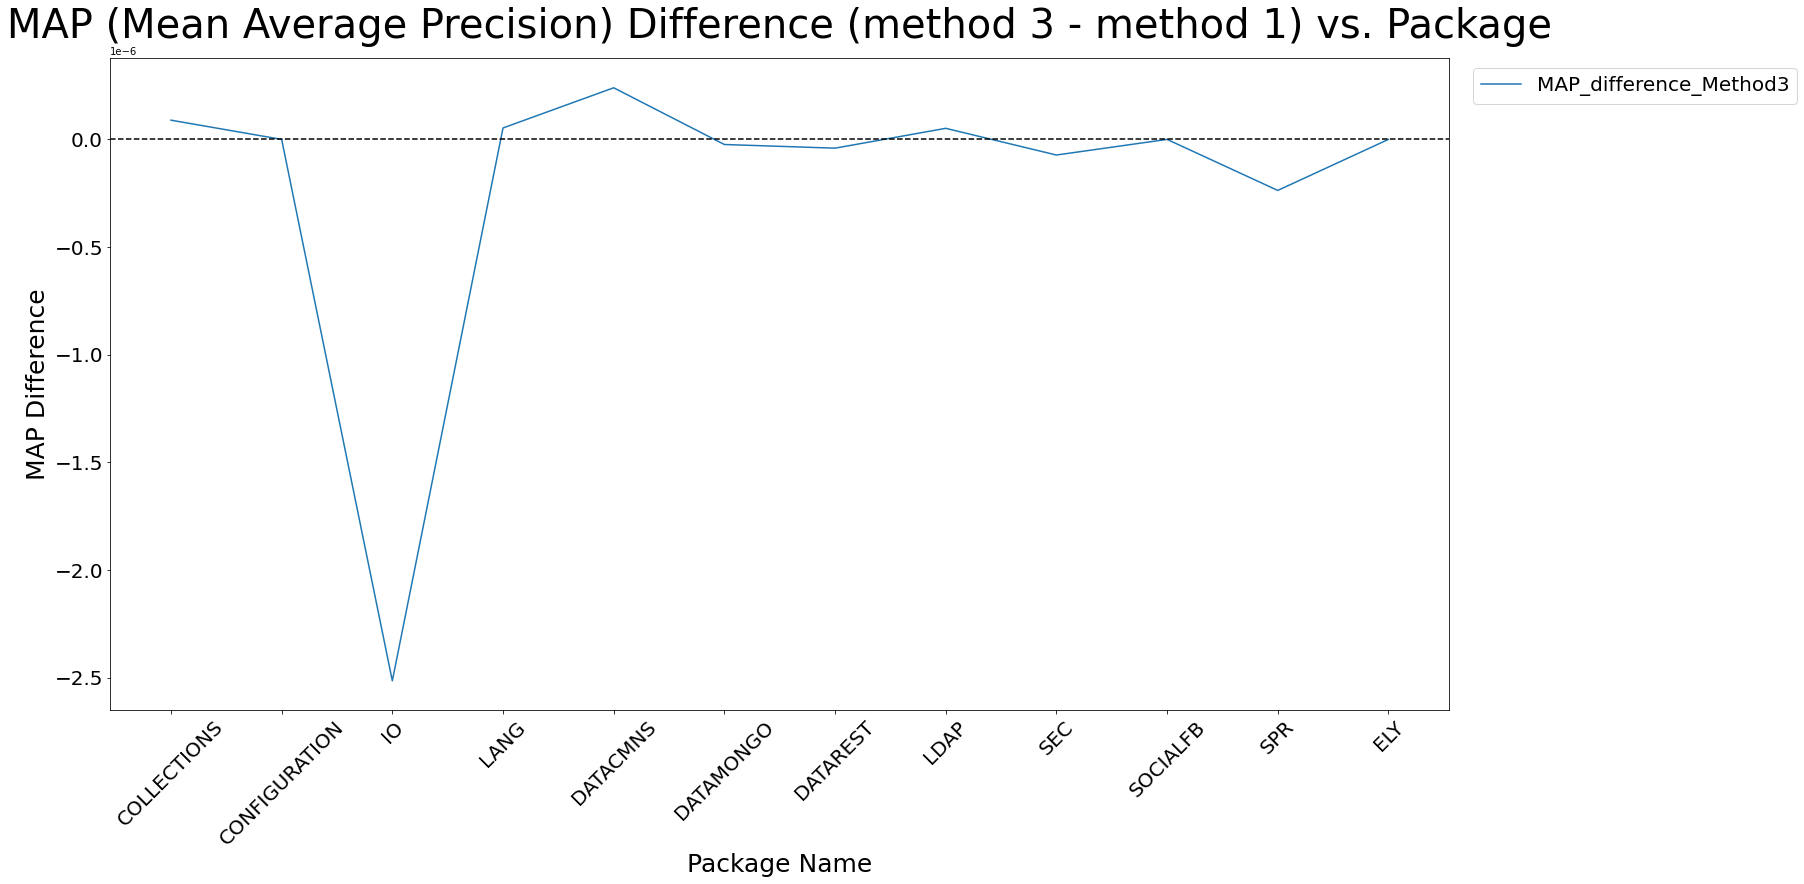 MAP (Mean Average Precision) Difference (method 3 - method 1) vs. Package
1e−6
MAP_difference_Method3
0.0
−0.5
−1.0
−1.5
−2.0
−2.5
MAP Difference
COLLECTIONS
CONFIGURATION
IO
LANG
DATACMNS
DATAMONGO
DATAREST
LDAP
SEC
SOCIALFB
SPR
ELY
Package Name